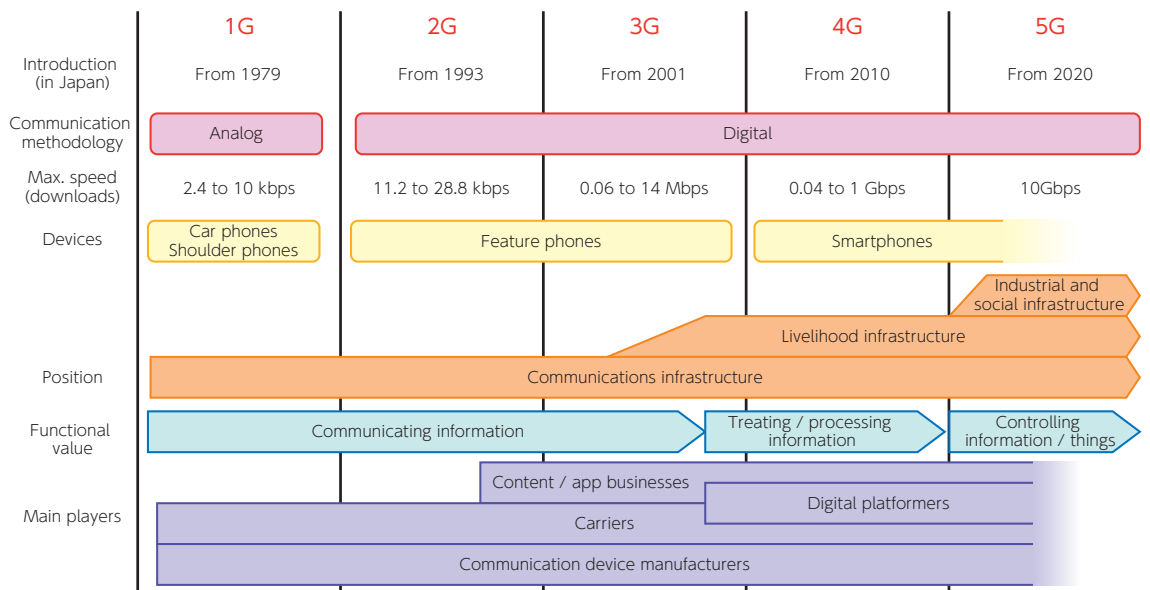 1G
2G
3G
4G
5G
Introduction
(in Japan)
From 1979
From 1993
From 2001
From 2010
From 2020
Communication
methodology
Analog
Digital
Max. speed
(downloads)
2.4 to 10 kbps
11.2 to 28.8 kbps
0.06 to 14 Mbps
0.04 to 1 Gbps
10Gbps
Devices
Car phones
Shoulder phones
Feature phones
Smartphones
Industrial and
social infrastructure
Livelihood infrastructure
Position
Communications infrastructure
Functional
value
Communicating information
Treating / processing
information
Controlling
information / things
Main players
Content / app businesses
Digital platformers
Carriers
Communication device manufacturers